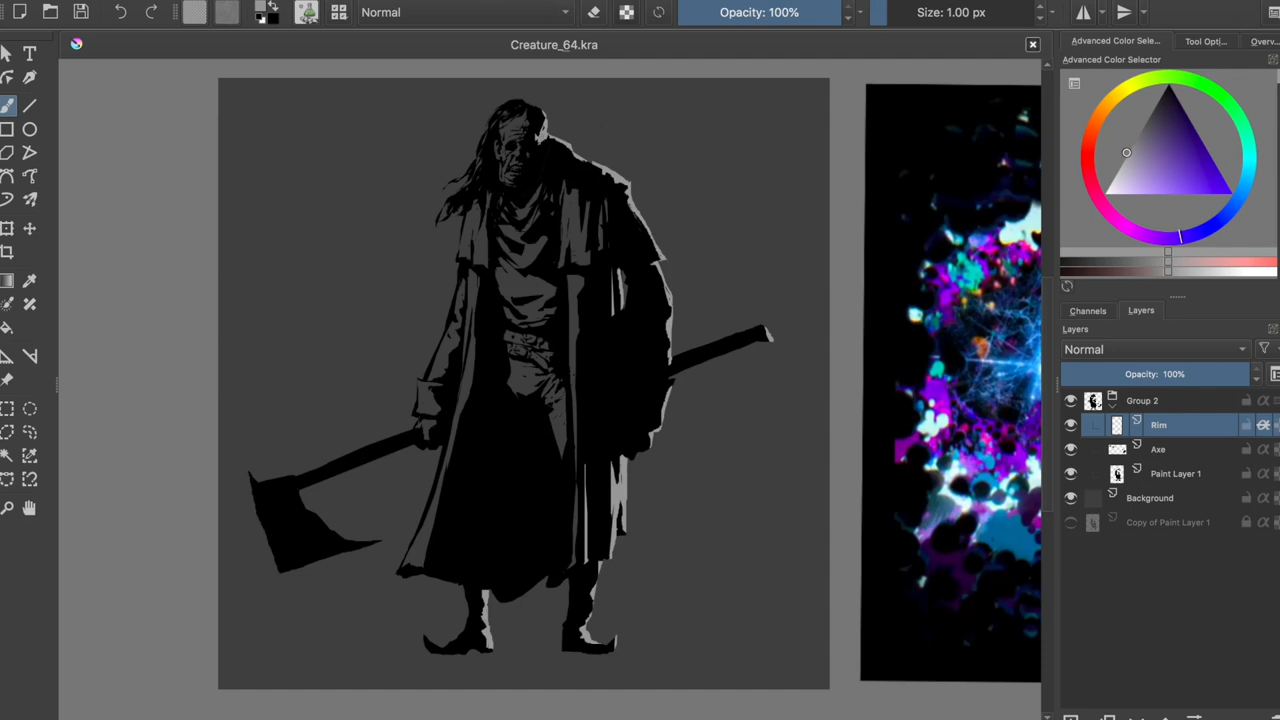 Normal
Opacity: 100%
Size: 1.00 px
Creature_64.kra
Advanced Color Sele...
Tool Opti...
Overv...
Advanced Color Selector
Channels
Layers
Layers
Normal
Opacity: 100%
Group 2
Rim
Axe
Paint Layer 1
Background
Copy of Paint Layer 1